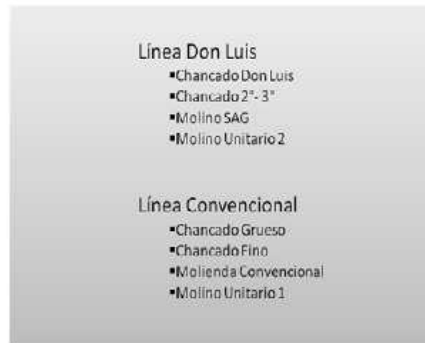 Línea Don Luis
▪Chancado Don Luis
▪Chancado 2°- 3°
▪Molino SAG
▪Molino Unitario 2
Línea Convencional
▪Chancado Grueso
▪Chancado Fino
▪Molienda Convencional
▪Molino Unitario 1